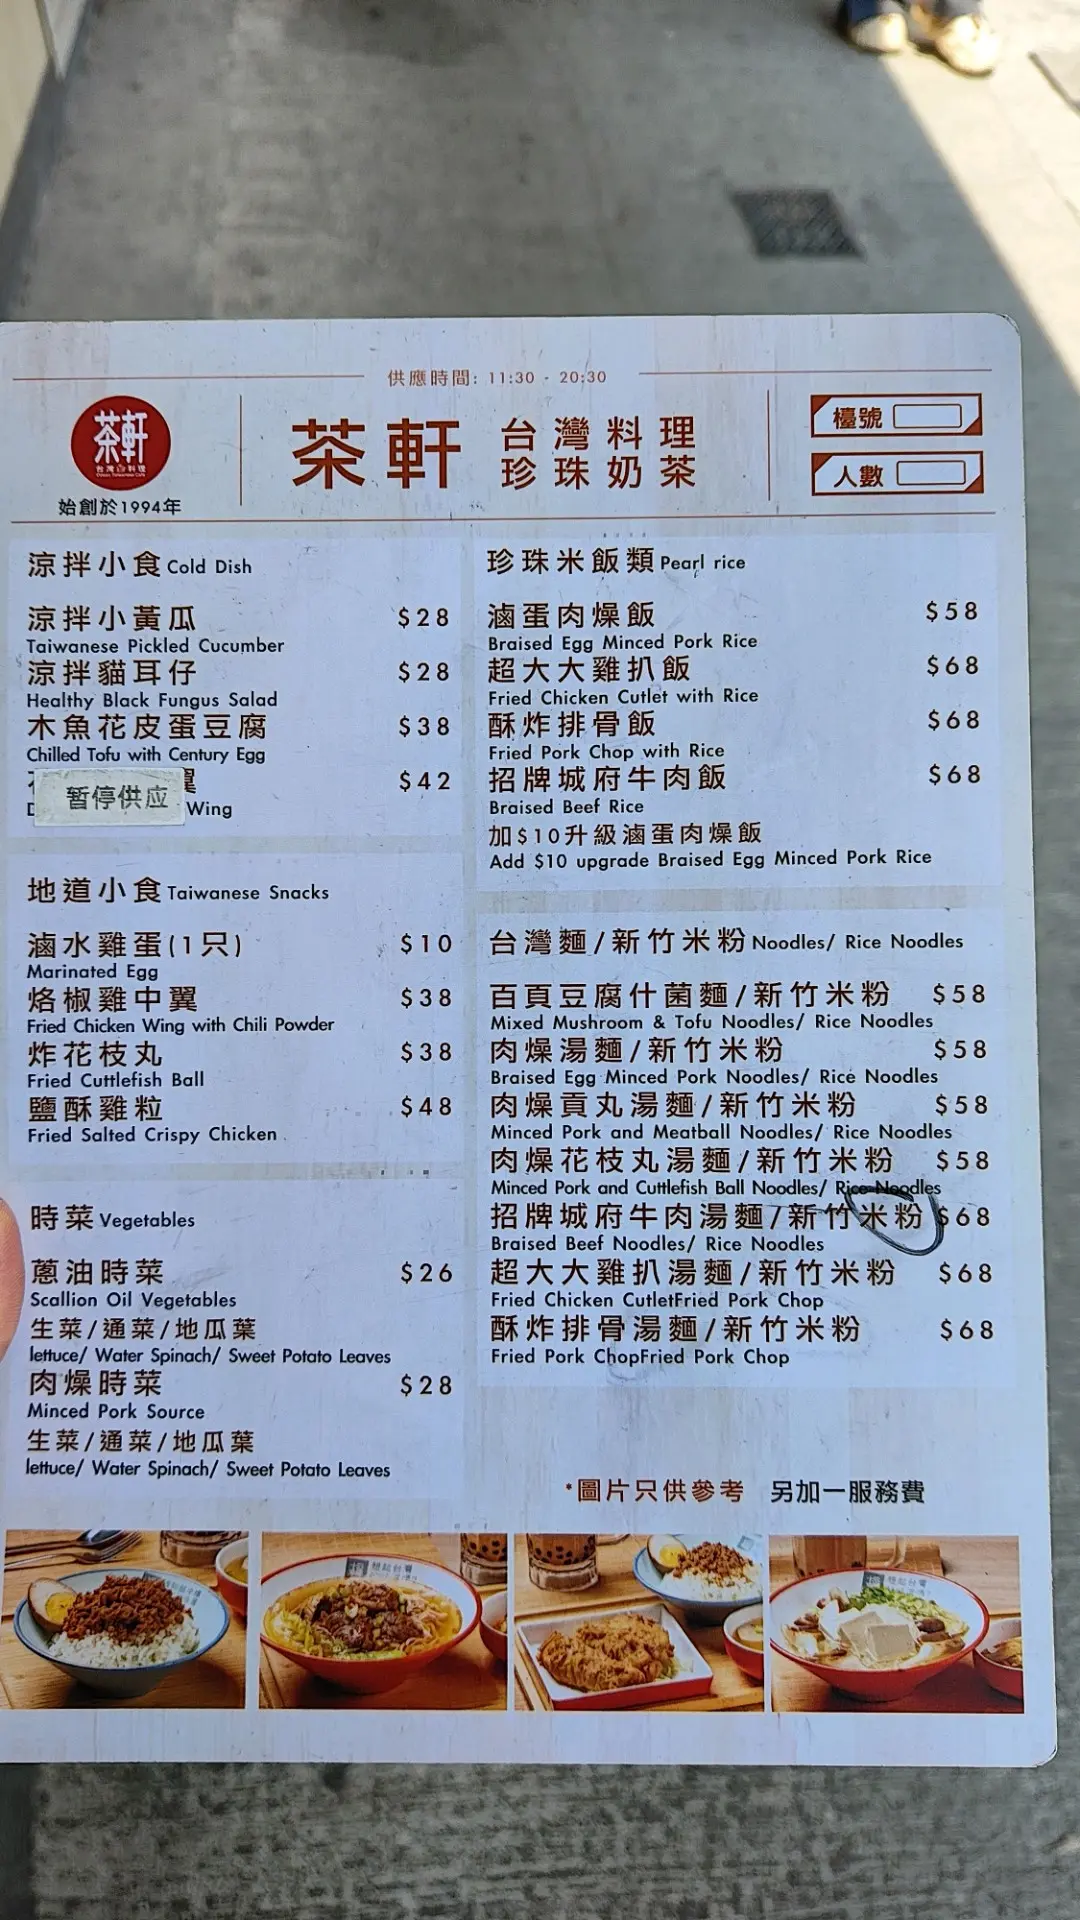 供應時間: 11:30 - 20:30
茶軒
台灣料理
始創於1994年
茶軒
台灣料理
珍珠奶茶
檯號
人數
涼拌小食 Cold Dish
涼拌小黃瓜 $28
Taiwanese Pickled Cucumber
涼拌貓耳仔 $28
Healthy Black Fungus Salad
木魚花皮蛋豆腐 $38
Chilled Tofu with Century Egg
翼 $42
暫停供应
Wing
地道小食 Taiwanese Snacks
滷水雞蛋(1只) $10
Marinated Egg
烙椒雞中翼 $38
Fried Chicken Wing with Chili Powder
炸花枝丸 $38
Fried Cuttlefish Ball
鹽酥雞粒 $48
Fried Salted Crispy Chicken
時菜 Vegetables
蔥油時菜 $26
Scallion Oil Vegetables
生菜/通菜/地瓜葉
lettuce/ Water Spinach/ Sweet Potato Leaves
肉燥時菜 $28
Minced Pork Source
生菜/通菜/地瓜葉
lettuce/ Water Spinach/ Sweet Potato Leaves
珍珠米飯類 Pearl rice
滷蛋肉燥飯 $58
Braised Egg Minced Pork Rice
超大大雞扒飯 $68
Fried Chicken Cutlet with Rice
酥炸排骨飯 $68
Fried Pork Chop with Rice
招牌城府牛肉飯 $68
Braised Beef Rice
加$10升級滷蛋肉燥飯
Add $10 upgrade Braised Egg Minced Pork Rice
台灣麵/新竹米粉 Noodles/ Rice Noodles
百頁豆腐什菌麵/新竹米粉 $58
Mixed Mushroom & Tofu Noodles/ Rice Noodles
肉燥湯麵/新竹米粉 $58
Braised Egg Minced Pork Noodles/ Rice Noodles
肉燥貢丸湯麵/新竹米粉 $58
Minced Pork and Meatball Noodles/ Rice Noodles
肉燥花枝丸湯麵/新竹米粉 $58
Minced Pork and Cuttlefish Ball Noodles/ Rice Noodles
招牌城府牛肉湯麵/新竹米粉 $68
Braised Beef Noodles/ Rice Noodles
超大大雞扒湯麵/新竹米粉 $68
Fried Chicken CutletFried Pork Chop
酥炸排骨湯麵/新竹米粉 $68
Fried Pork ChopFried Pork Chop
*圖片只供參考 另加一服務費